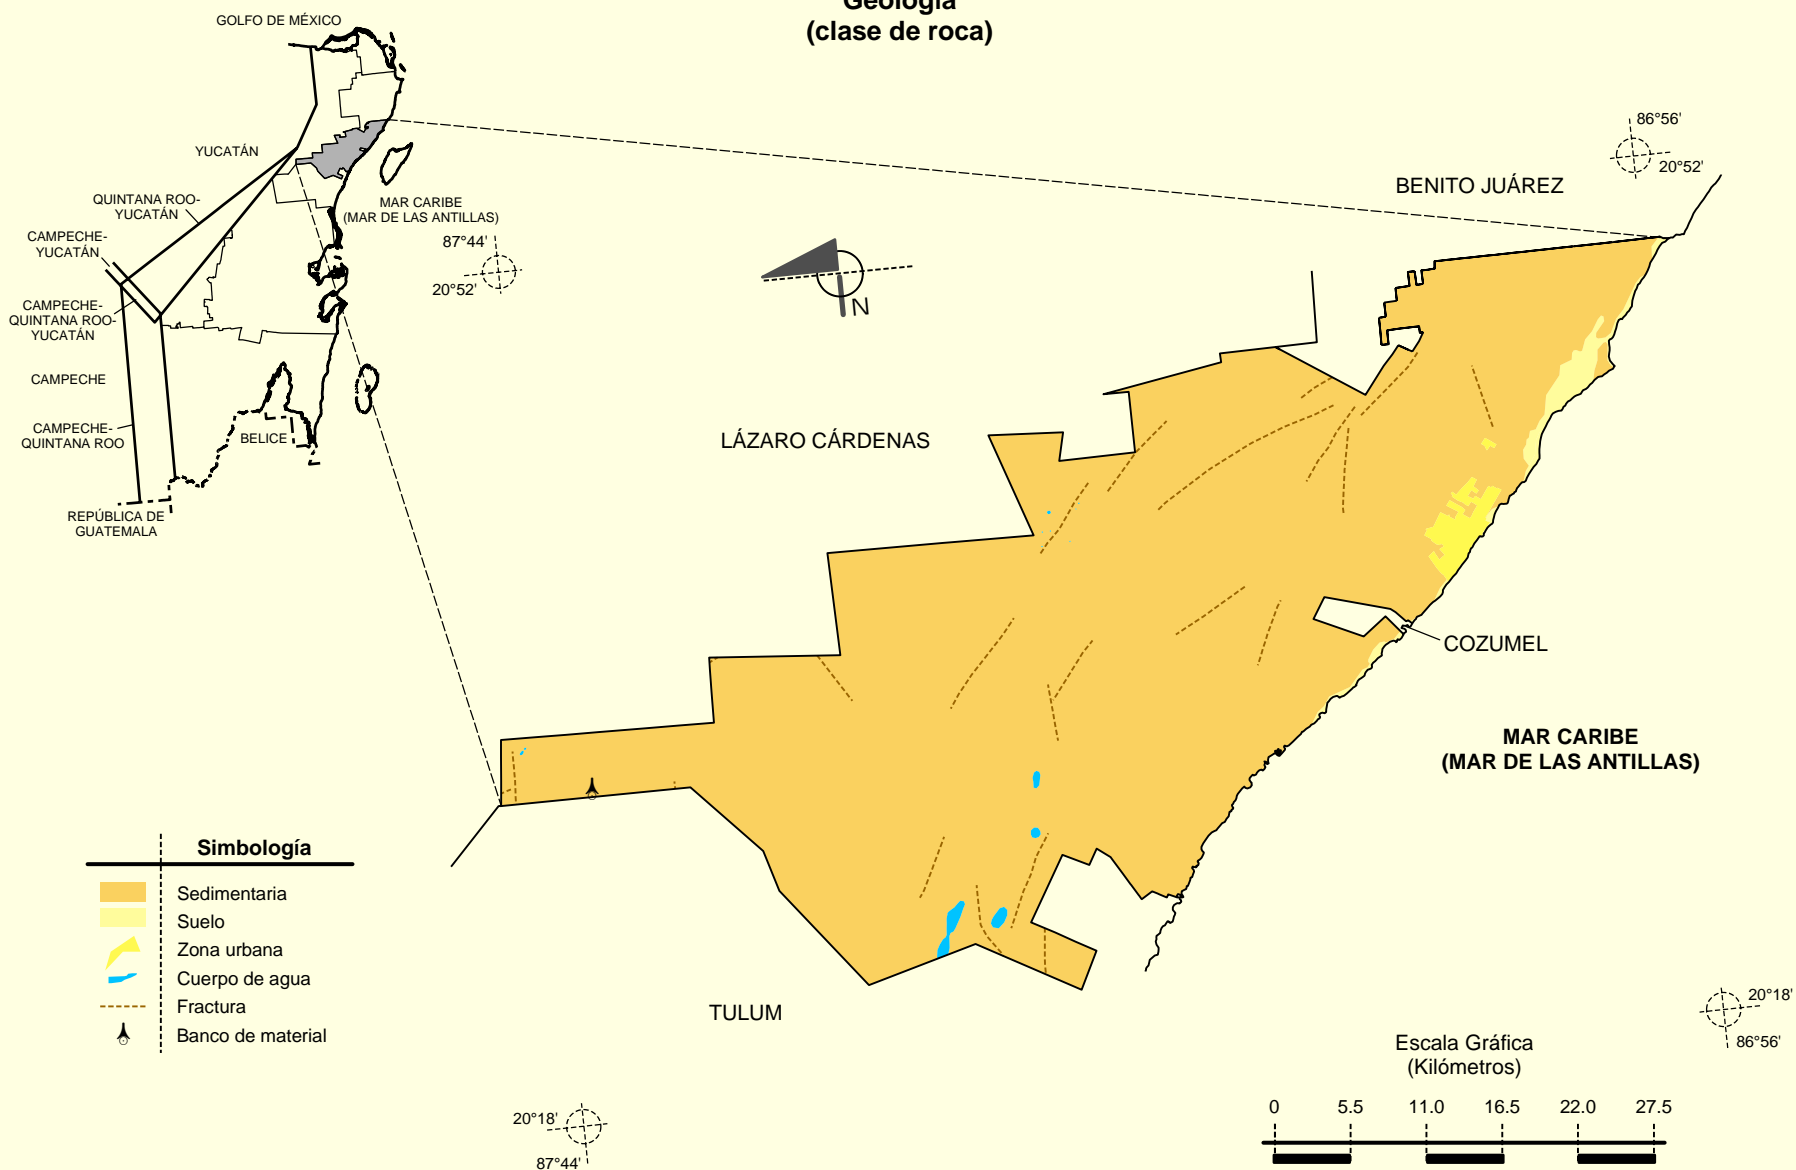 Geología
(clase de roca)
GOLFO DE MÉXICO
YUCATÁN
QUINTANA ROO-
YUCATÁN
MAR CARIBE
(MAR DE LAS ANTILLAS)
CAMPECHE-
YUCATÁN
CAMPECHE-
QUINTANA ROO-
YUCATÁN
CAMPECHE
CAMPECHE-
QUINTANA ROO
BELICE
REPÚBLICA DE
GUATEMALA
87°44'
20°52'
N
86°56'
20°52'
BENITO JUÁREZ
LÁZARO CÁRDENAS
COZUMEL
MAR CARIBE
(MAR DE LAS ANTILLAS)
TULUM
Simbología
Sedimentaria
Suelo
Zona urbana
Cuerpo de agua
Fractura
Banco de material
20°18'
87°44'
20°18'
86°56'
Escala Gráfica
(Kilómetros)
0 5.5 11.0 16.5 22.0 27.5